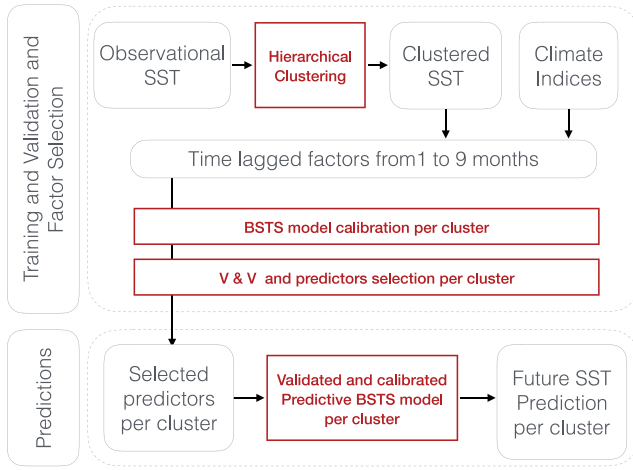 Training and Validation and
Factor Selection
Observational
SST
Hierarchical
Clustering
Clustered
SST
Climate
Indices
Time lagged factors from1 to 9 months
BSTS model calibration per cluster
V & V and predictors selection per cluster
Predictions
Selected
predictors
per cluster
Validated and calibrated
Predictive BSTS model
per cluster
Future SST
Prediction
per cluster